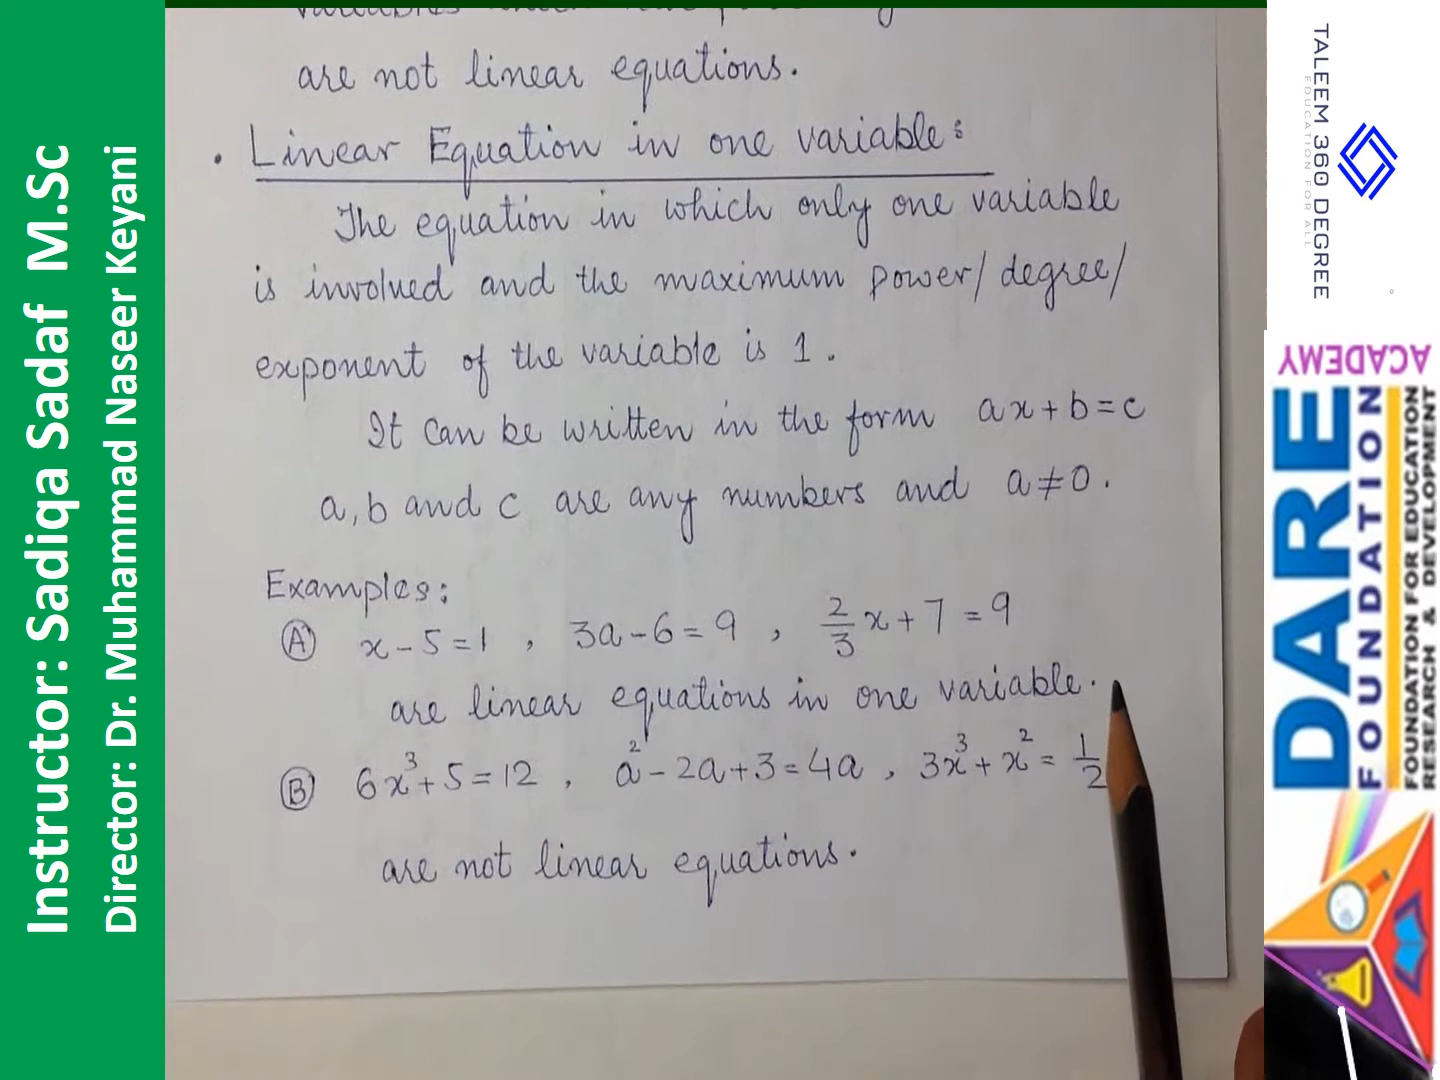 Instructor: Sadiqa Sadaf M.Sc
Director: Dr. Muhammad Naseer Keyani
variables
are not linear equations.
• Linear Equation in one variable:
The equation in which only one variable
is involved and the maximum power/degree/
exponent of the variable is 1.
It can be written in the form ax+b=c
a, b and c are any numbers and a≠0.
Examples:
(A) x-5=1, 3a-6=9, 2/3 x+7=9
are linear equations in one variable.
(B) 6x³+5=12, a²-2a+3=4a, 3x³+x²=1/2
are not linear equations.
TALEEM 360 DEGREE
EDUCATION FOR ALL
ACADEMY
DARE
FOUNDATION
FOUNDATION FOR EDUCATION
RESEARCH & DEVELOPMENT